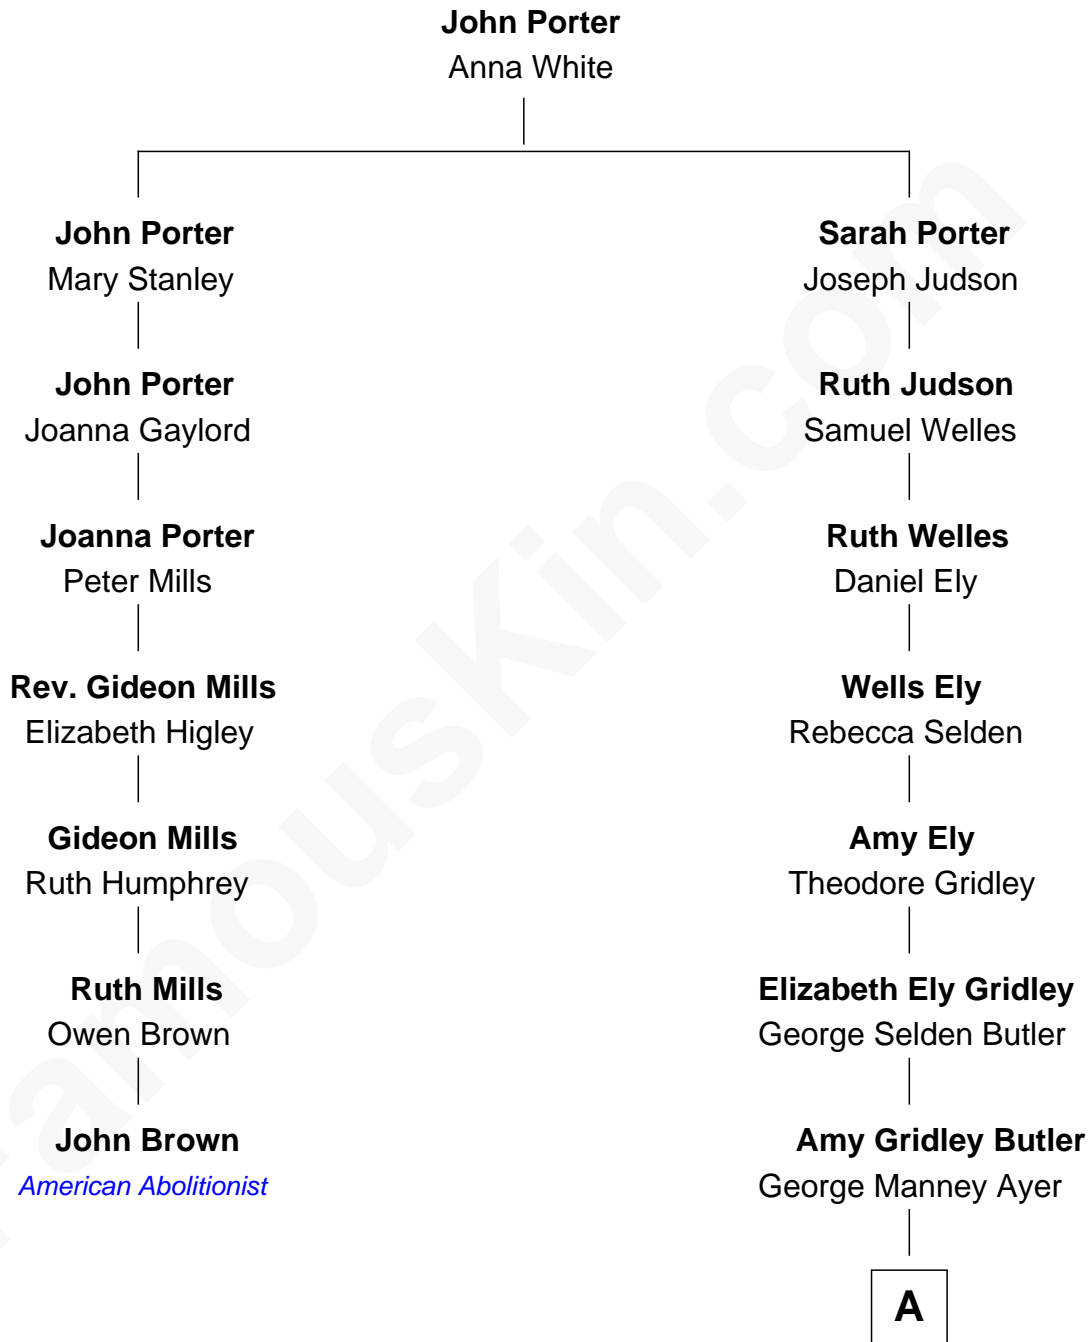 John Porter
Anna White
John Porter
Mary Stanley
Sarah Porter
Joseph Judson
John Porter
Joanna Gaylord
Ruth Judson
Samuel Welles
Joanna Porter
Peter Mills
Ruth Welles
Daniel Ely
Rev. Gideon Mills
Elizabeth Higley
Wells Ely
Rebecca Selden
Gideon Mills
Ruth Humphrey
Amy Ely
Theodore Gridley
Ruth Mills
Owen Brown
Elizabeth Ely Gridley
George Selden Butler
John Brown
American Abolitionist
Amy Gridley Butler
George Manney Ayer
A
FamousKin.com